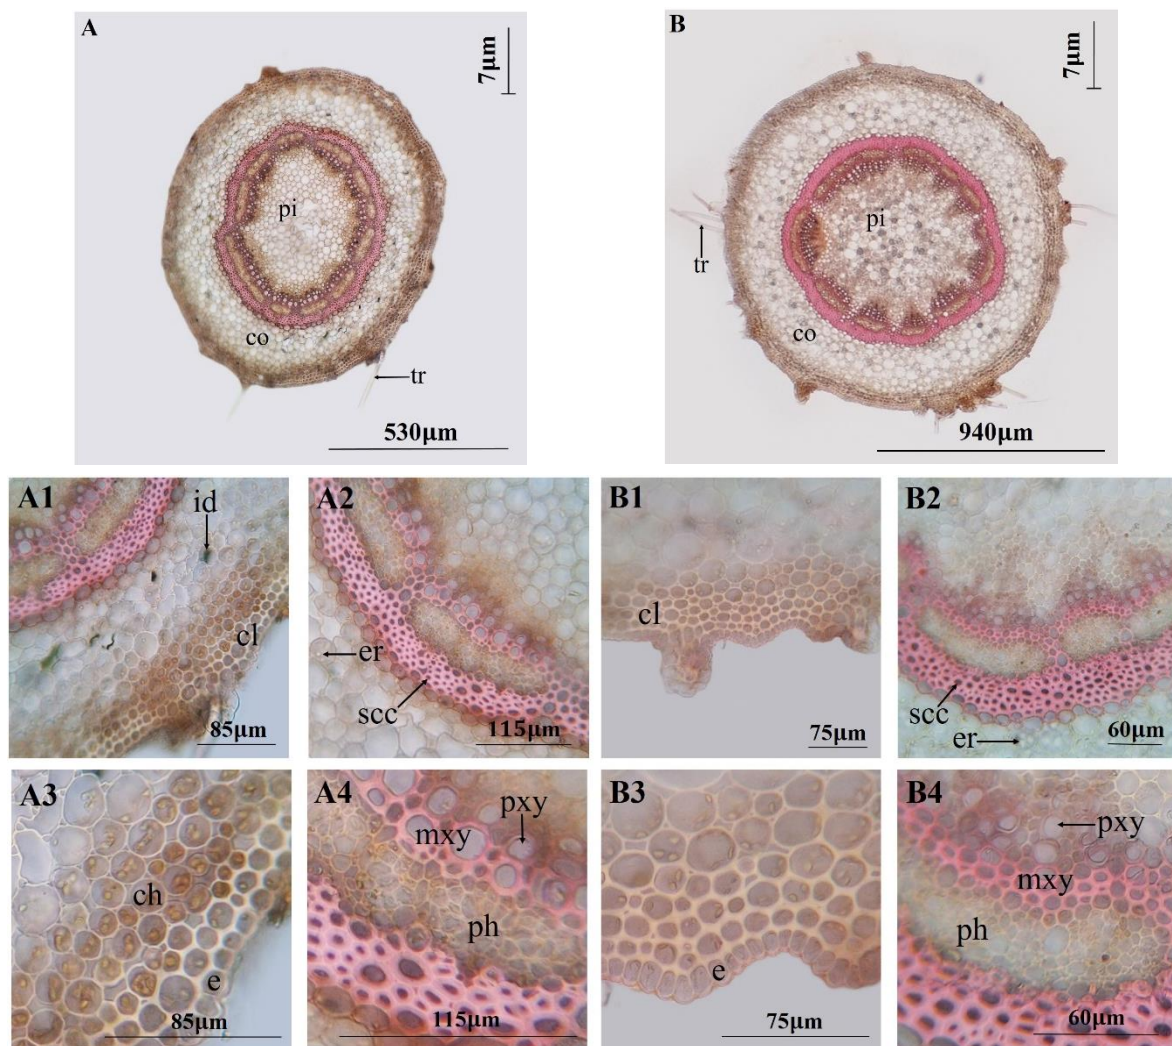 A
7µm
pi
co
tr
530µm
B
7µm
pi
tr
co
940µm
A1
id
cl
85µm
A2
er
scc
115µm
B1
cl
75µm
B2
scc
er
60µm
A3
ch
e
85µm
A4
pxy
mxy
ph
115µm
B3
e
75µm
B4
pxy
mxy
ph
60µm